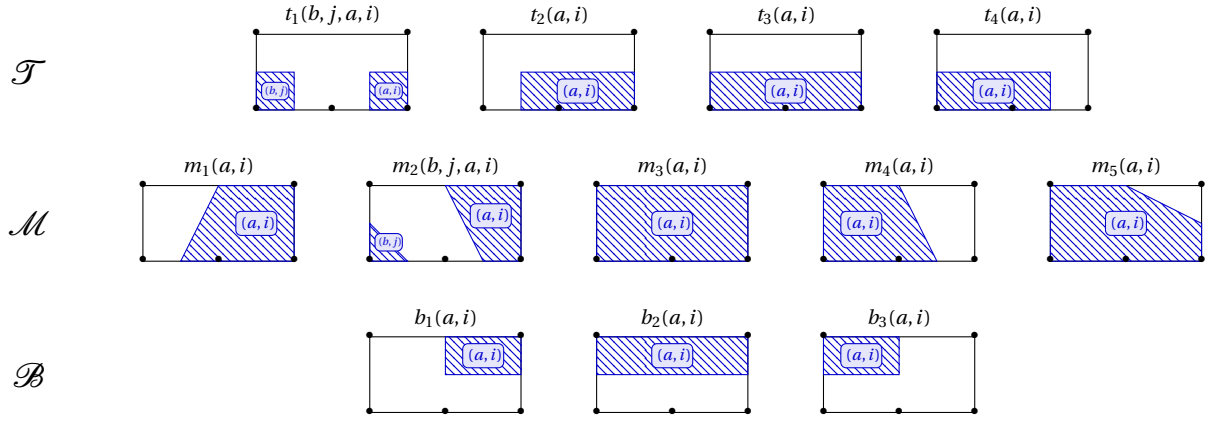 t₁(b, j, a, i) t₂(a, i) t₃(a, i) t₄(a, i)
𝒯 (b, j) (a, i) (a, i) (a, i) (a, i)
m₁(a, i) m₂(b, j, a, i) m₃(a, i) m₄(a, i) m₅(a, i)
ℳ (a, i) (b, j) (a, i) (a, i) (a, i) (a, i)
b₁(a, i) b₂(a, i) b₃(a, i)
ℬ (a, i) (a, i) (a, i)